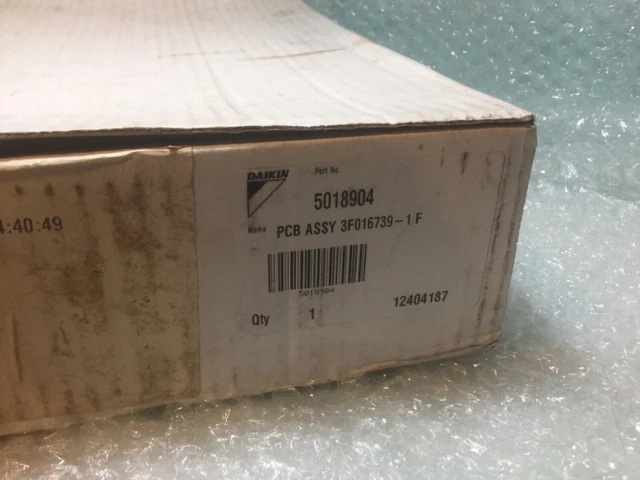 DAIKIN
Part No.
5018904
Name PCB ASSY 3F016739-1 F
5018904
Qty 1
12404187
:40:49